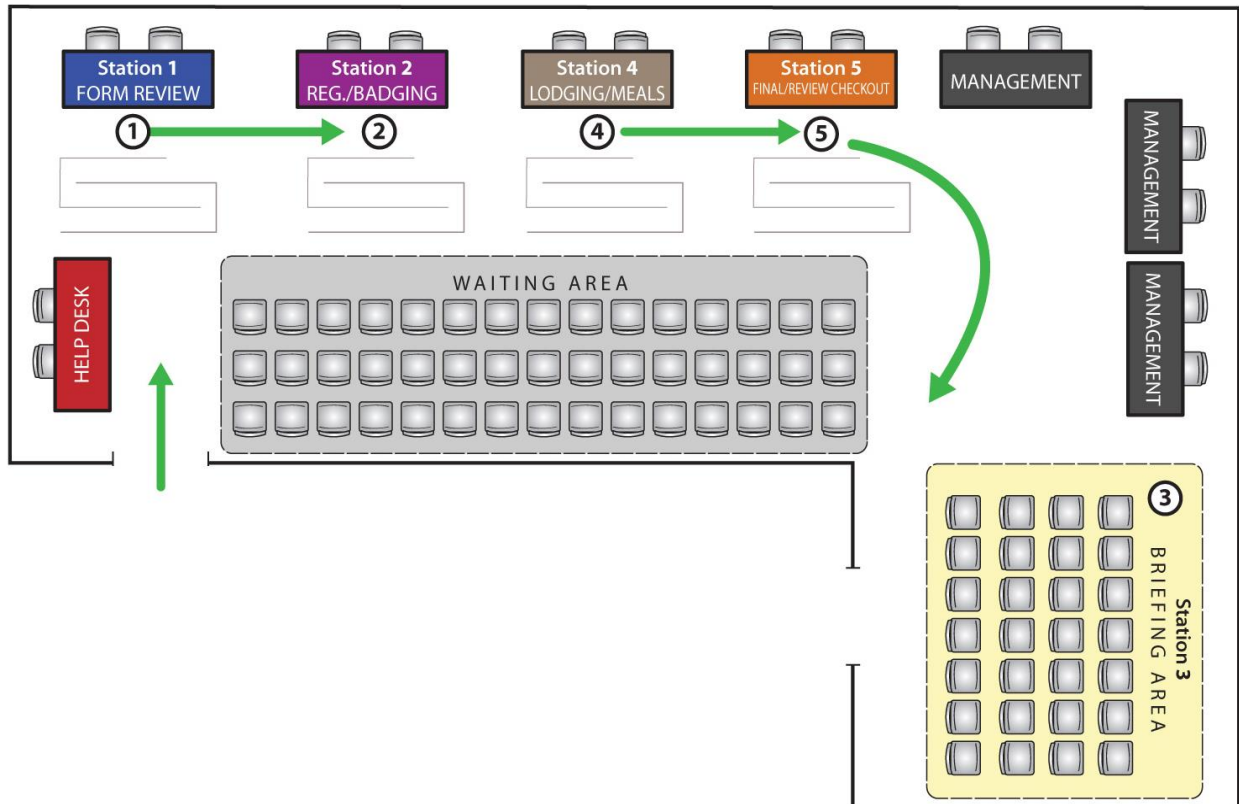 Station 1
FORM REVIEW
Station 2
REG./BADGING
Station 4
LODGING/MEALS
Station 5
FINAL/REVIEW CHECKOUT
MANAGEMENT
1
2
4
5
MANAGEMENT
MANAGEMENT
HELP DESK
WAITING AREA
3
Station 3
BRIEFING AREA